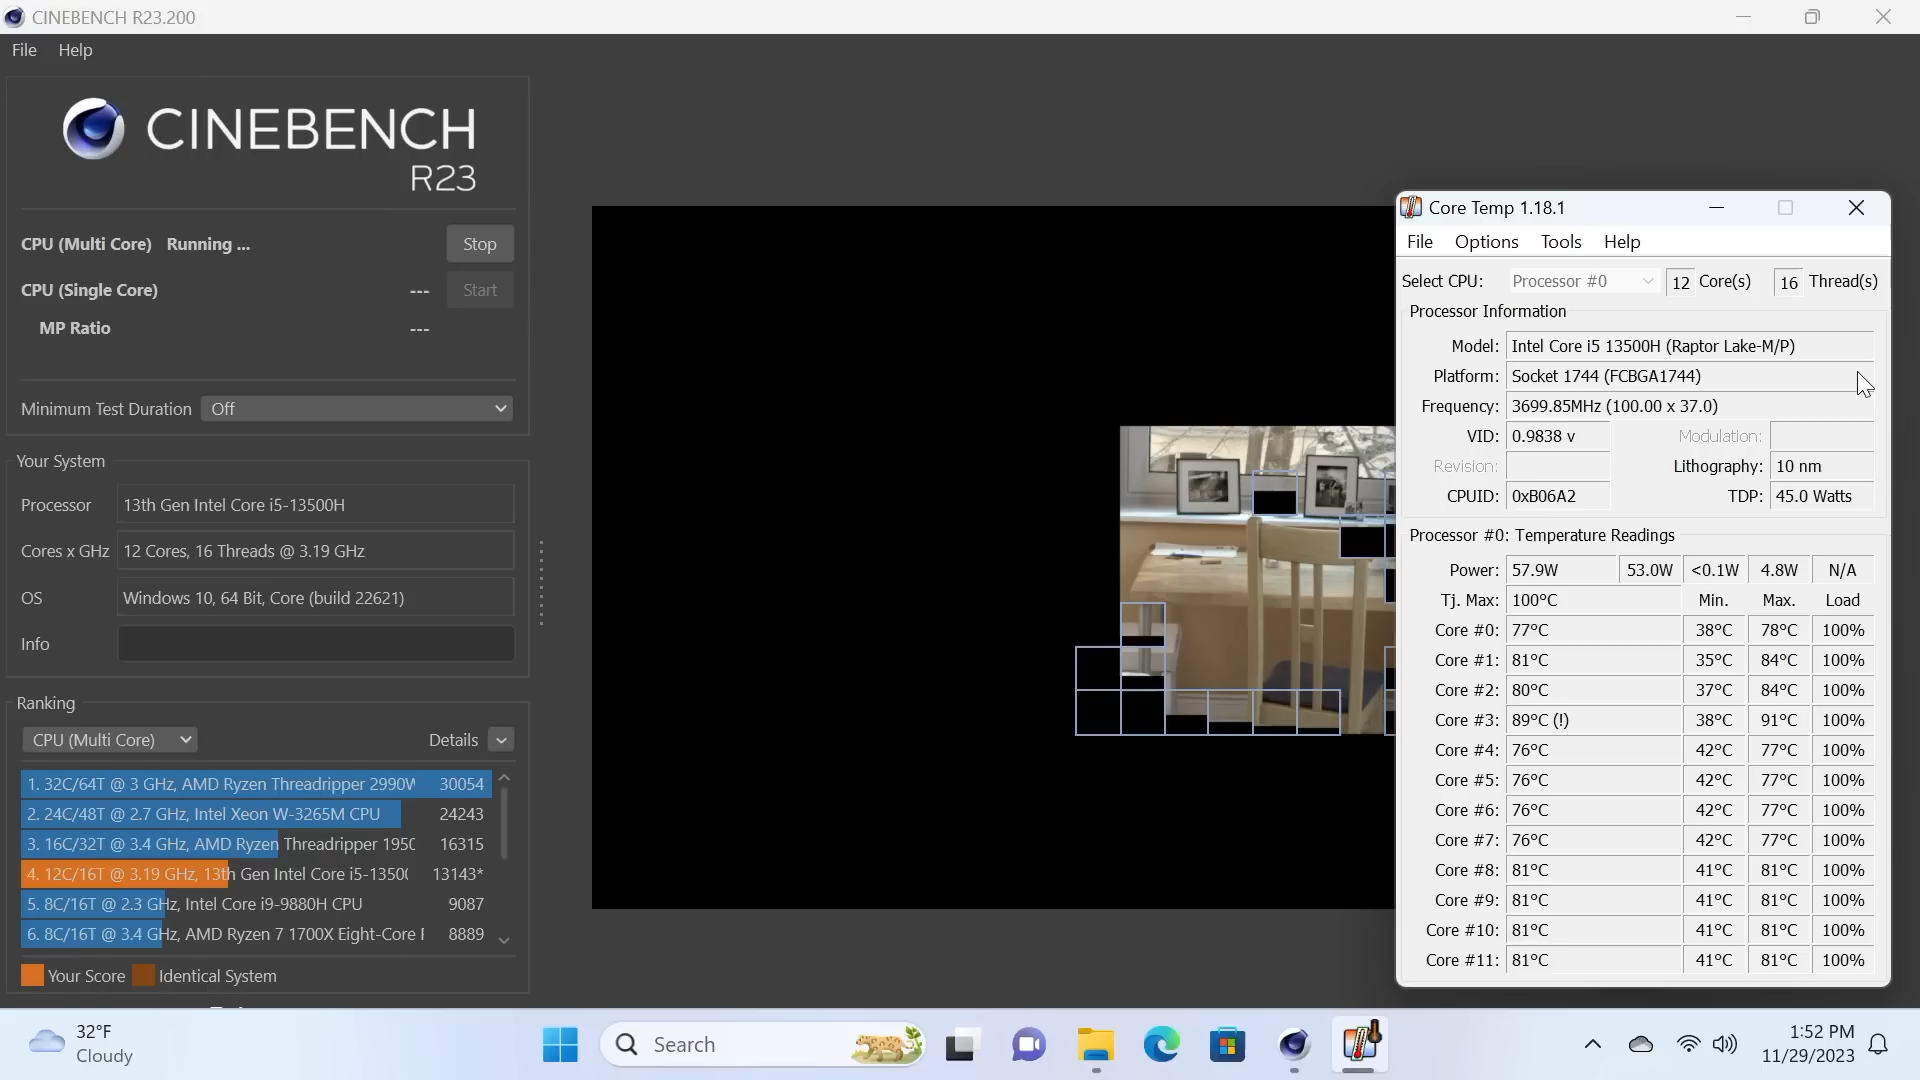 CINEBENCH R23.200
File Help
CINEBENCH
R23
CPU (Multi Core) Running ... Stop
CPU (Single Core) --- Start
MP Ratio ---
Minimum Test Duration Off
Your System
Processor 13th Gen Intel Core i5-13500H
Cores x GHz 12 Cores, 16 Threads @ 3.19 GHz
OS Windows 10, 64 Bit, Core (build 22621)
Info
Ranking
CPU (Multi Core) Details
1. 32C/64T @ 3 GHz, AMD Ryzen Threadripper 2990W 30054
2. 24C/48T @ 2.7 GHz, Intel Xeon W-3265M CPU 24243
3. 16C/32T @ 3.4 GHz, AMD Ryzen Threadripper 1950 16315
4. 12C/16T @ 3.19 GHz, 13th Gen Intel Core i5-1350 13143*
5. 8C/16T @ 2.3 GHz, Intel Core i9-9880H CPU 9087
6. 8C/16T @ 3.4 GHz, AMD Ryzen 7 1700X Eight-Core 8889
Your Score Identical System
Core Temp 1.18.1
File Options Tools Help
Select CPU: Processor #0 12 Core(s) 16 Thread(s)
Processor Information
Model: Intel Core i5 13500H (Raptor Lake-M/P)
Platform: Socket 1744 (FCBGA1744)
Frequency: 3699.85MHz (100.00 x 37.0)
VID: 0.9838 v Modulation:
Revision: Lithography: 10 nm
CPUID: 0xB06A2 TDP: 45.0 Watts
Processor #0: Temperature Readings
Power: 57.9W 53.0W <0.1W 4.8W N/A
Tj. Max: 100°C Min. Max. Load
Core #0: 77°C 38°C 78°C 100%
Core #1: 81°C 35°C 84°C 100%
Core #2: 80°C 37°C 84°C 100%
Core #3: 89°C (!) 38°C 91°C 100%
Core #4: 76°C 42°C 77°C 100%
Core #5: 76°C 42°C 77°C 100%
Core #6: 76°C 42°C 77°C 100%
Core #7: 76°C 42°C 77°C 100%
Core #8: 81°C 41°C 81°C 100%
Core #9: 81°C 41°C 81°C 100%
Core #10: 81°C 41°C 81°C 100%
Core #11: 81°C 41°C 81°C 100%
32°F
Cloudy
Search
1:52 PM
11/29/2023